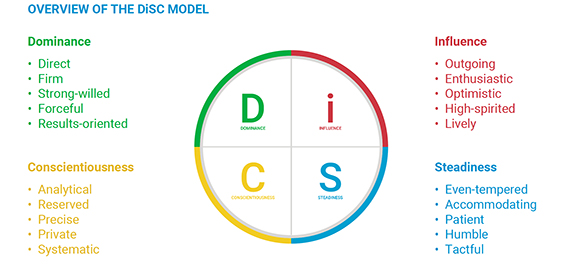 OVERVIEW OF THE DiSC MODEL
Dominance
• Direct
• Firm
• Strong-willed
• Forceful
• Results-oriented
Influence
• Outgoing
• Enthusiastic
• Optimistic
• High-spirited
• Lively
D
DOMINANCE
i
INFLUENCE
C
CONSCIENTIOUSNESS
S
STEADINESS
Conscientiousness
• Analytical
• Reserved
• Precise
• Private
• Systematic
Steadiness
• Even-tempered
• Accommodating
• Patient
• Humble
• Tactful